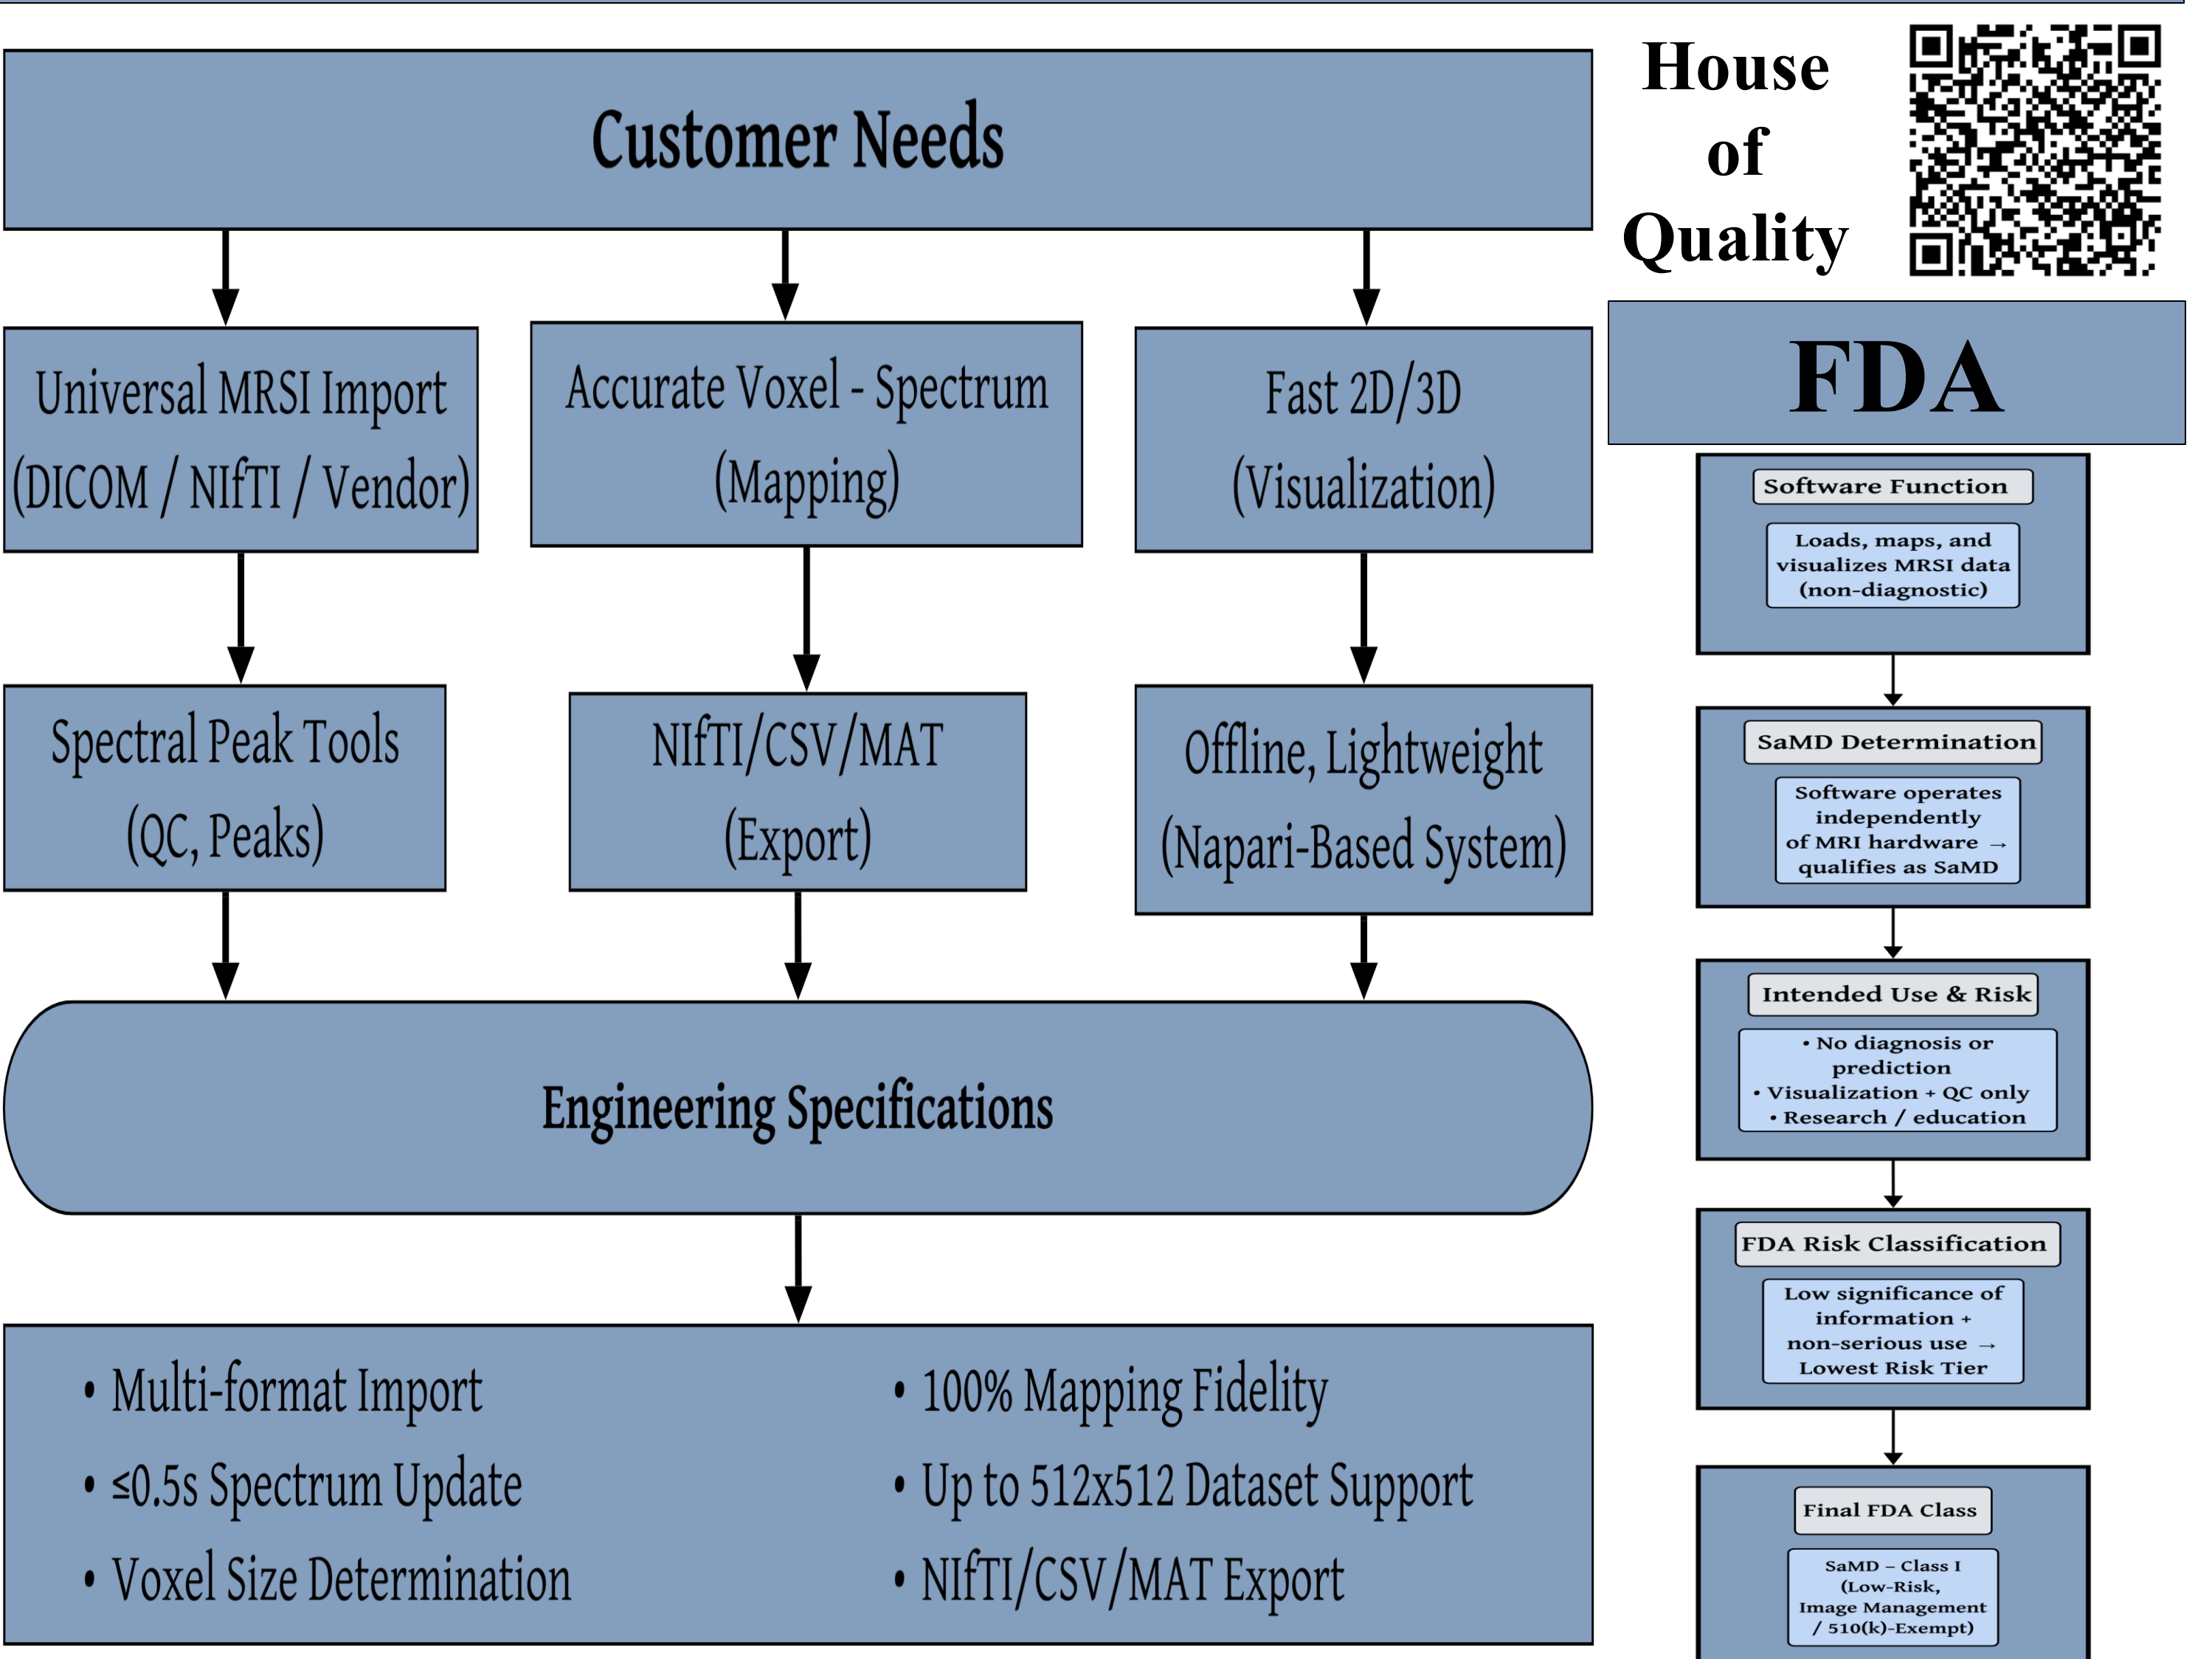 Customer Needs
Universal MRSI Import
(DICOM / NIfTI / Vendor)
Accurate Voxel - Spectrum
(Mapping)
Fast 2D/3D
(Visualization)
Spectral Peak Tools
(QC, Peaks)
NIfTI/CSV/MAT
(Export)
Offline, Lightweight
(Napari-Based System)
Engineering Specifications
• Multi-format Import
• ≤0.5s Spectrum Update
• Voxel Size Determination
• 100% Mapping Fidelity
• Up to 512x512 Dataset Support
• NIfTI/CSV/MAT Export
House
of
Quality
FDA
Software Function
Loads, maps, and
visualizes MRSI data
(non-diagnostic)
SaMD Determination
Software operates
independently
of MRI hardware →
qualifies as SaMD
Intended Use & Risk
• No diagnosis or
prediction
• Visualization + QC only
• Research / education
FDA Risk Classification
Low significance of
information +
non-serious use →
Lowest Risk Tier
Final FDA Class
SaMD – Class I
(Low-Risk,
Image Management
/ 510(k)-Exempt)